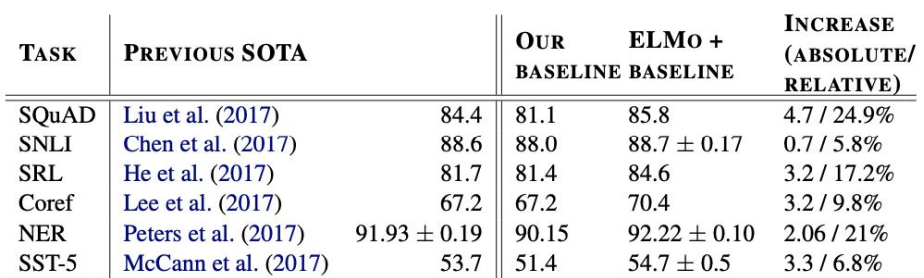 TASK PREVIOUS SOTA OUR BASELINE ELMO + BASELINE INCREASE (ABSOLUTE/ RELATIVE)
SQuAD Liu et al. (2017) 84.4 81.1 85.8 4.7 / 24.9%
SNLI Chen et al. (2017) 88.6 88.0 88.7 ± 0.17 0.7 / 5.8%
SRL He et al. (2017) 81.7 81.4 84.6 3.2 / 17.2%
Coref Lee et al. (2017) 67.2 67.2 70.4 3.2 / 9.8%
NER Peters et al. (2017) 91.93 ± 0.19 90.15 92.22 ± 0.10 2.06 / 21%
SST-5 McCann et al. (2017) 53.7 51.4 54.7 ± 0.5 3.3 / 6.8%